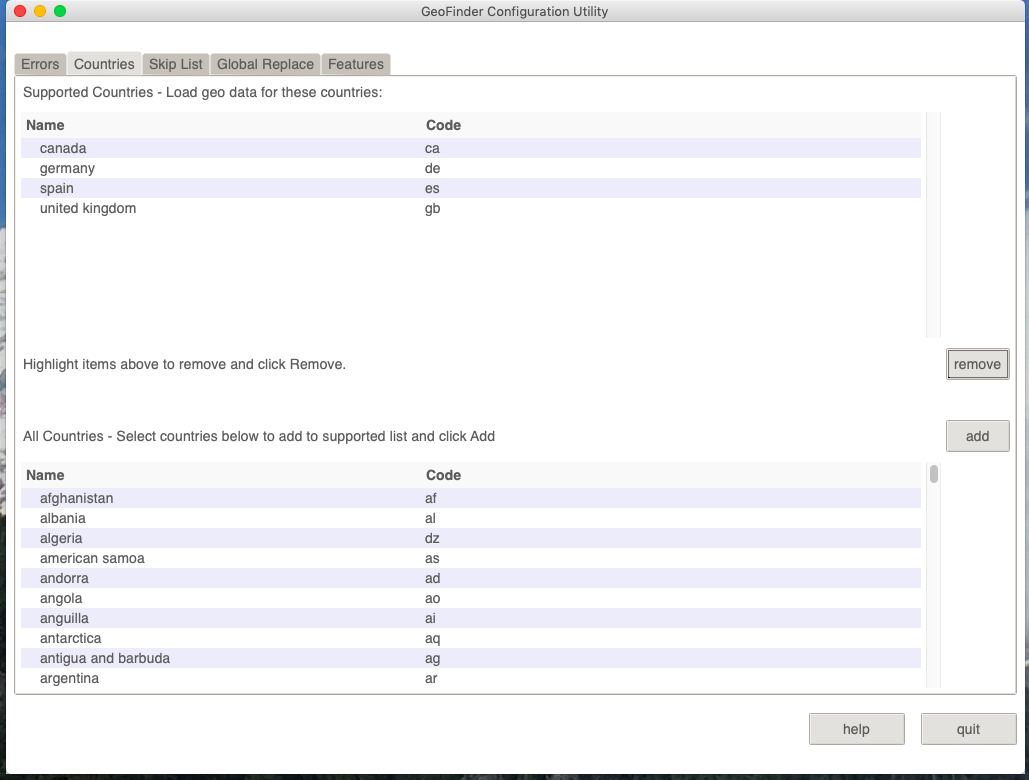 GeoFinder Configuration Utility
Errors Countries Skip List Global Replace Features
Supported Countries - Load geo data for these countries:
Name Code
canada ca
germany de
spain es
united kingdom gb
Highlight items above to remove and click Remove.
remove
All Countries - Select countries below to add to supported list and click Add
add
Name Code
afghanistan af
albania al
algeria dz
american samoa as
andorra ad
angola ao
anguilla ai
antarctica aq
antigua and barbuda ag
argentina ar
help quit